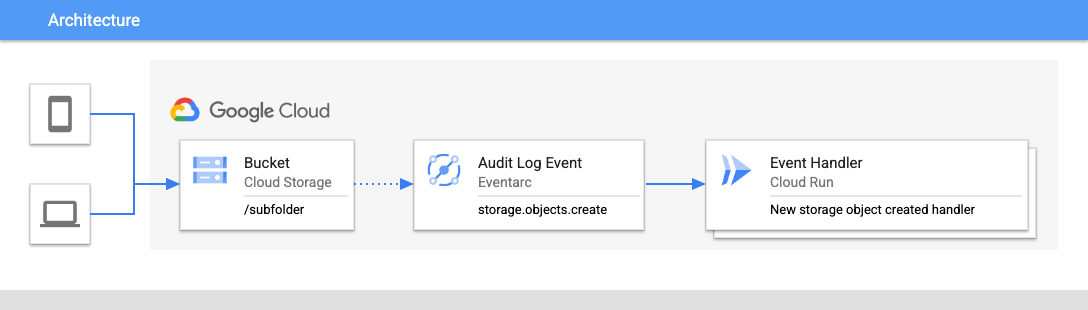 Architecture
Google Cloud
Bucket
Cloud Storage
/subfolder
Audit Log Event
Eventarc
storage.objects.create
Event Handler
Cloud Run
New storage object created handler